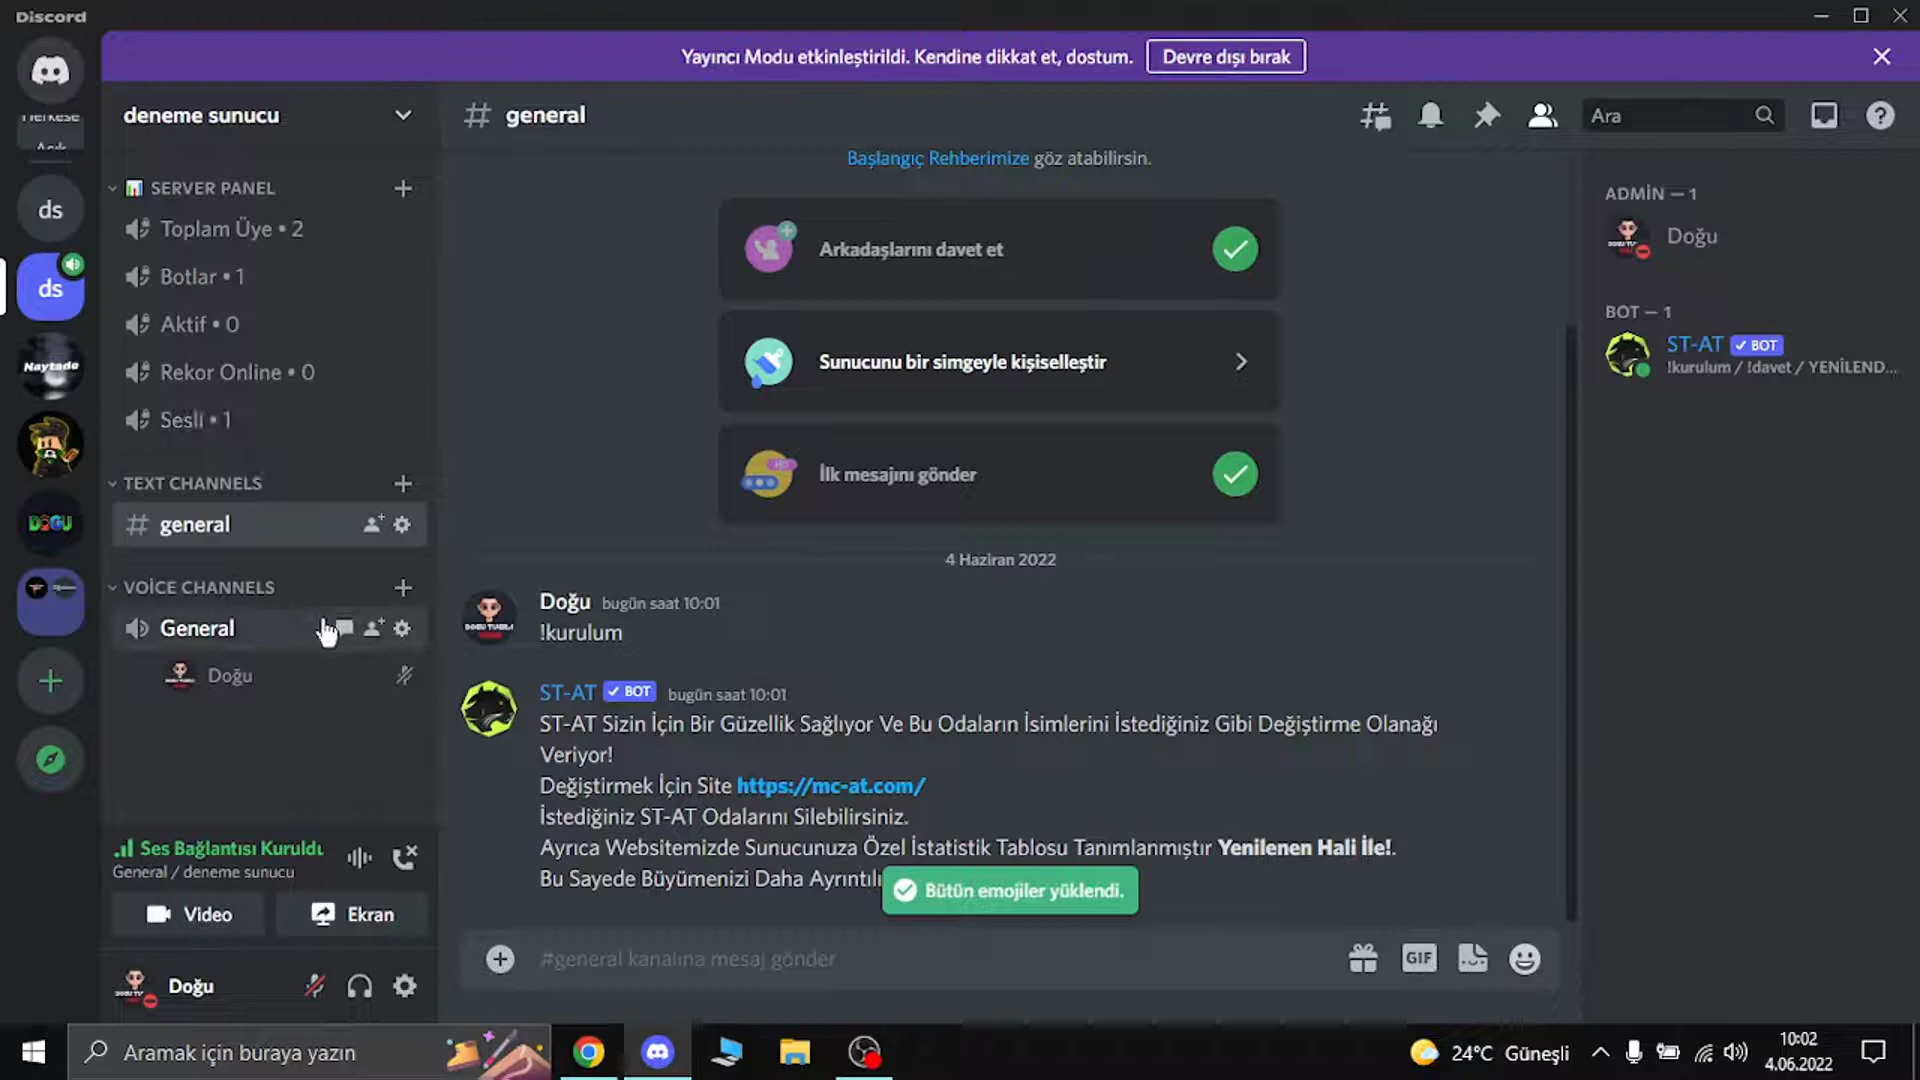 Discord
Yayıncı Modu etkinleştirildi. Kendine dikkat et, dostum.
Devre dışı bırak
Herkese
Açık
ds
ds
Naytade
DOĞU
deneme sunucu
SERVER PANEL
Toplam Üye • 2
Botlar • 1
Aktif • 0
Rekor Online • 0
Sesli • 1
TEXT CHANNELS
general
VOİCE CHANNELS
General
Doğu
Ses Bağlantısı Kuruldu
General / deneme sunucu
Video
Ekran
Doğu
general
Ara
Başlangıç Rehberimize göz atabilirsin.
Arkadaşlarını davet et
Sunucunu bir simgeyle kişiselleştir
İlk mesajını gönder
4 Haziran 2022
Doğu bugün saat 10:01
!kurulum
ST-AT BOT bugün saat 10:01
ST-AT Sizin İçin Bir Güzellik Sağlıyor Ve Bu Odaların İsimlerini İstediğiniz Gibi Değiştirme Olanağı
Veriyor!
Değiştirmek İçin Site https://mc-at.com/
İstediğiniz ST-AT Odalarını Silebilirsiniz.
Ayrıca Websitemizde Sunucunuza Özel İstatistik Tablosu Tanımlanmıştır Yenilenen Hali İle!.
Bu Sayede Büyümenizi Daha Ayrıntılı
Bütün emojiler yüklendi.
#general kanalına mesaj gönder
GIF
ADMİN — 1
Doğu
BOT — 1
ST-AT BOT
!kurulum / !davet / YENİLEND...
Aramak için buraya yazın
24°C Güneşli
10:02
4.06.2022